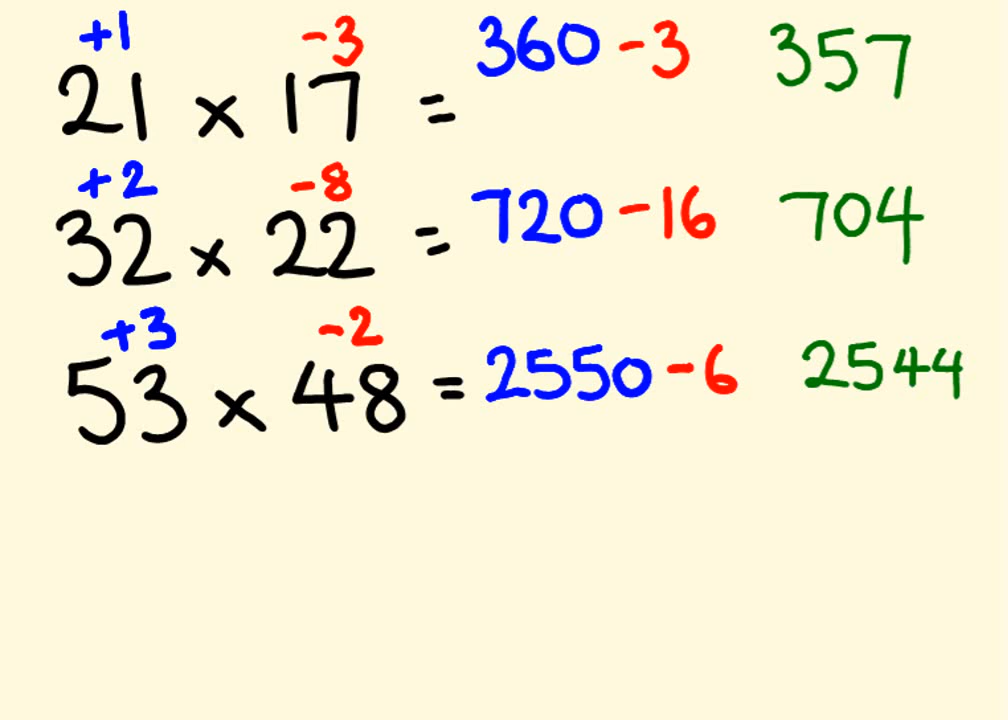 +1 -3
21 x 17 = 360 -3 357
+2 -8
32 x 22 = 720 -16 704
+3 -2
53 x 48 = 2550 -6 2544